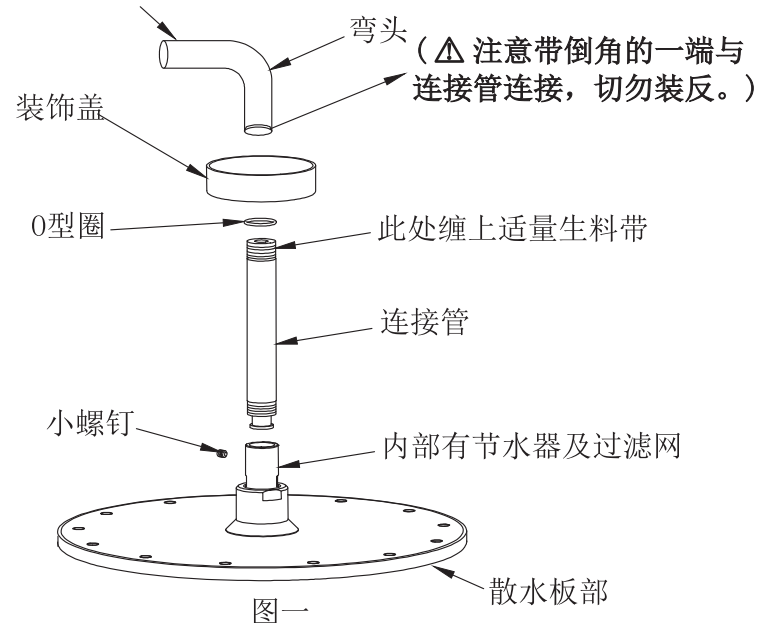 弯头
(⚠ 注意带倒角的一端与
连接管连接，切勿装反。)
装饰盖
O型圈
此处缠上适量生料带
连接管
小螺钉
内部有节水器及过滤网
散水板部
图一